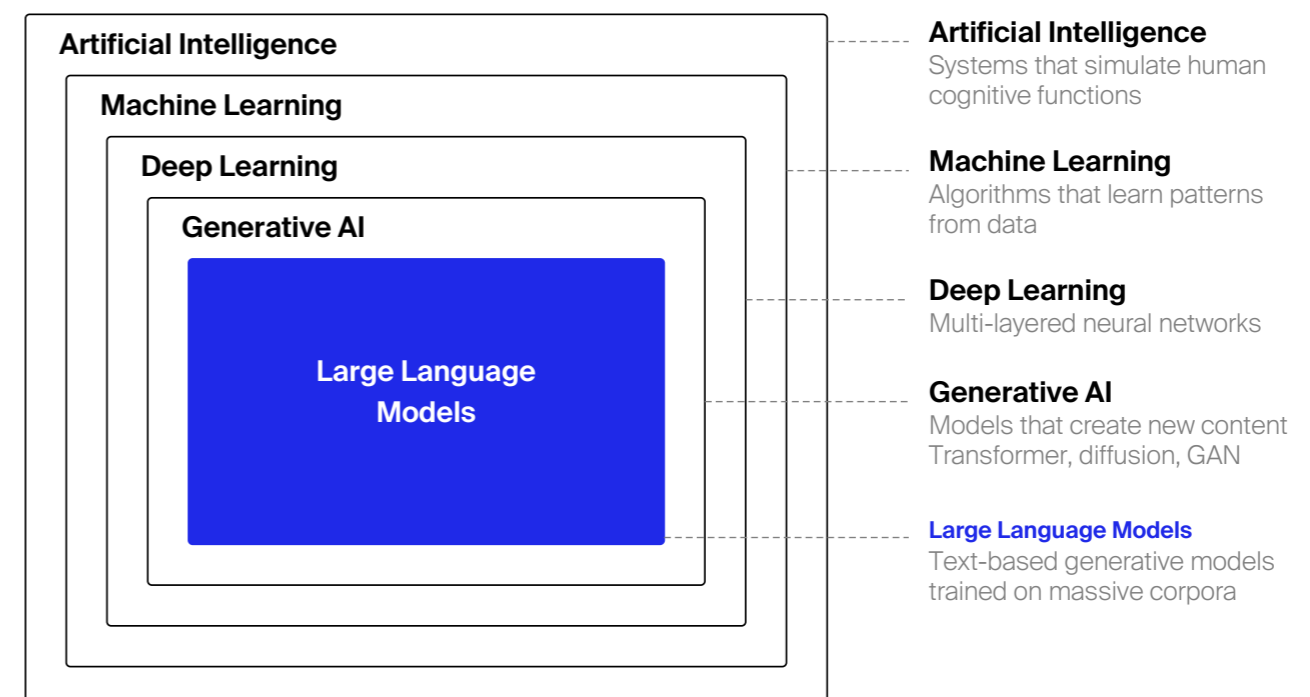 Artificial Intelligence
Machine Learning
Deep Learning
Generative AI
Large Language
Models
Artificial Intelligence
Systems that simulate human
cognitive functions
Machine Learning
Algorithms that learn patterns
from data
Deep Learning
Multi-layered neural networks
Generative AI
Models that create new content
Transformer, diffusion, GAN
Large Language Models
Text-based generative models
trained on massive corpora